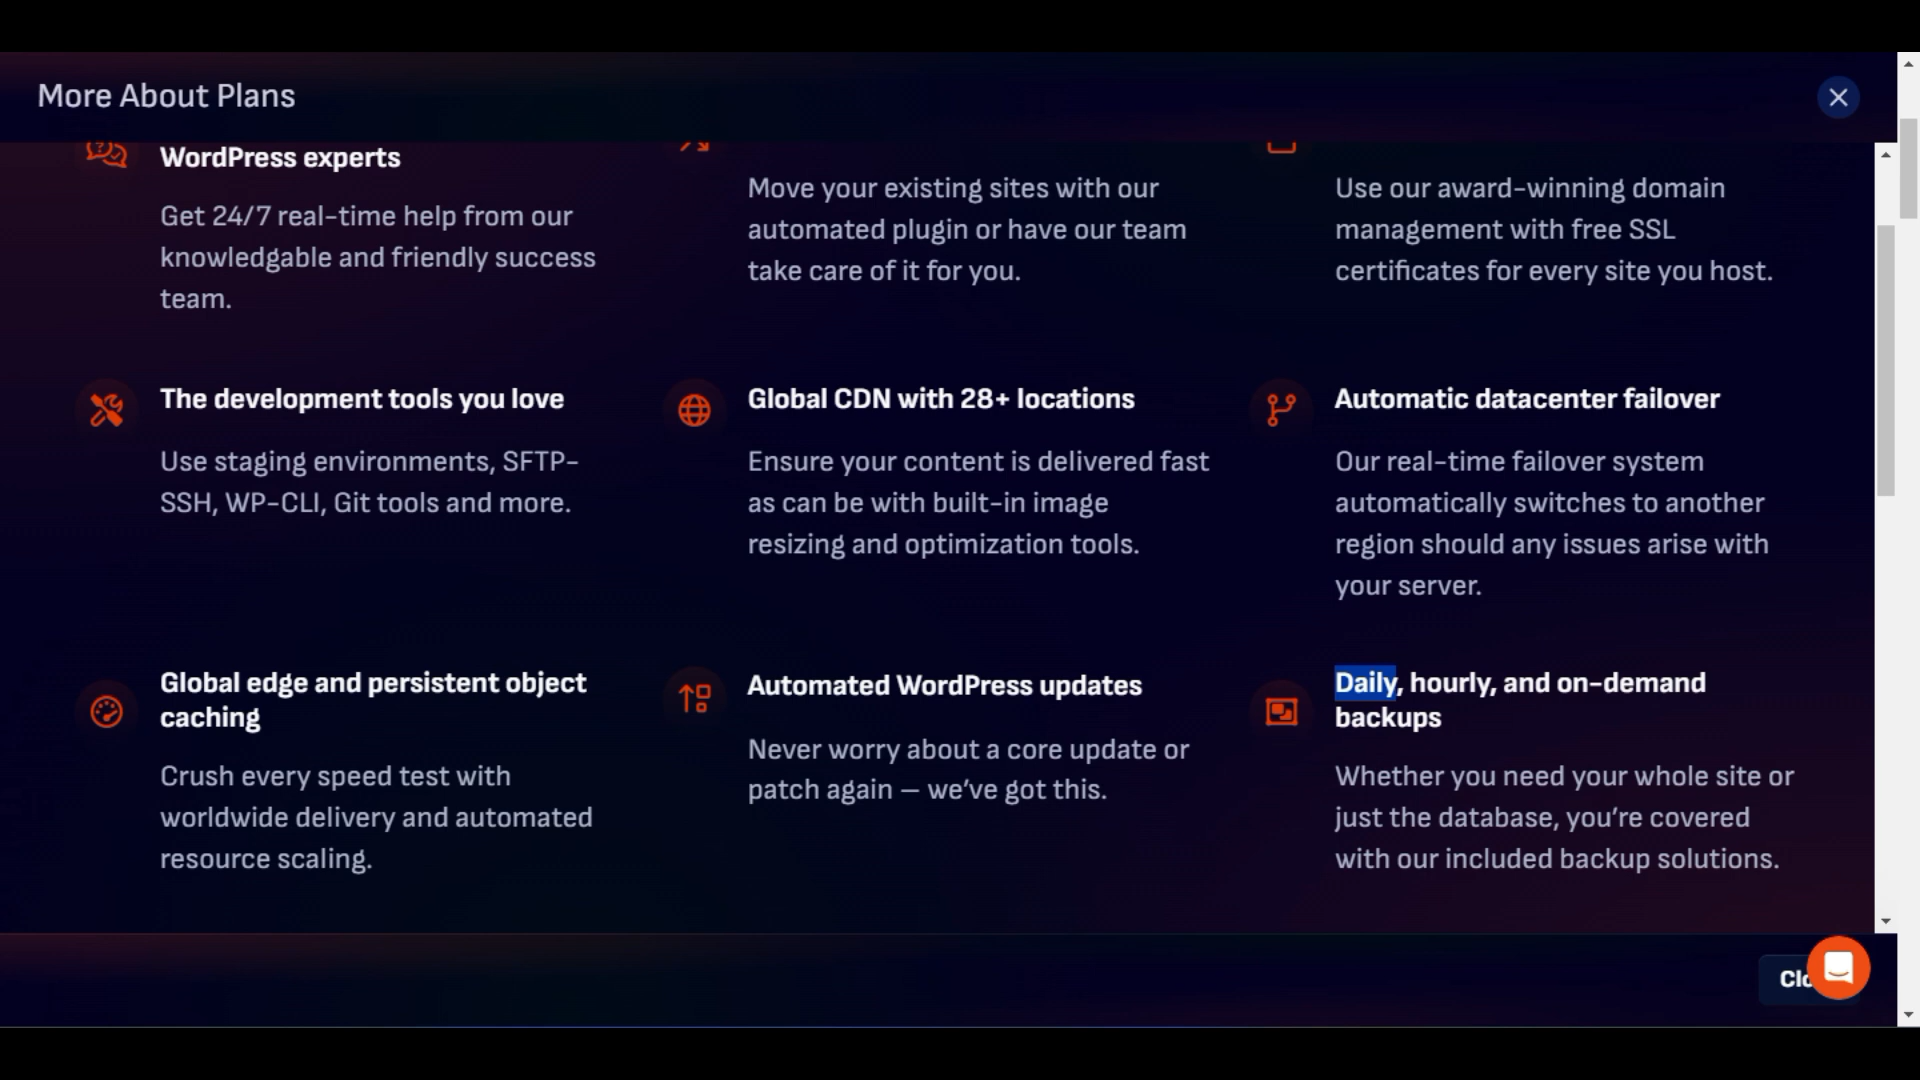 More About Plans
WordPress experts
Get 24/7 real-time help from our
knowledgable and friendly success
team.
Move your existing sites with our
automated plugin or have our team
take care of it for you.
Use our award-winning domain
management with free SSL
certificates for every site you host.
The development tools you love
Use staging environments, SFTP-
SSH, WP-CLI, Git tools and more.
Global CDN with 28+ locations
Ensure your content is delivered fast
as can be with built-in image
resizing and optimization tools.
Automatic datacenter failover
Our real-time failover system
automatically switches to another
region should any issues arise with
your server.
Global edge and persistent object
caching
Crush every speed test with
worldwide delivery and automated
resource scaling.
Automated WordPress updates
Never worry about a core update or
patch again – we’ve got this.
Daily, hourly, and on-demand
backups
Whether you need your whole site or
just the database, you’re covered
with our included backup solutions.